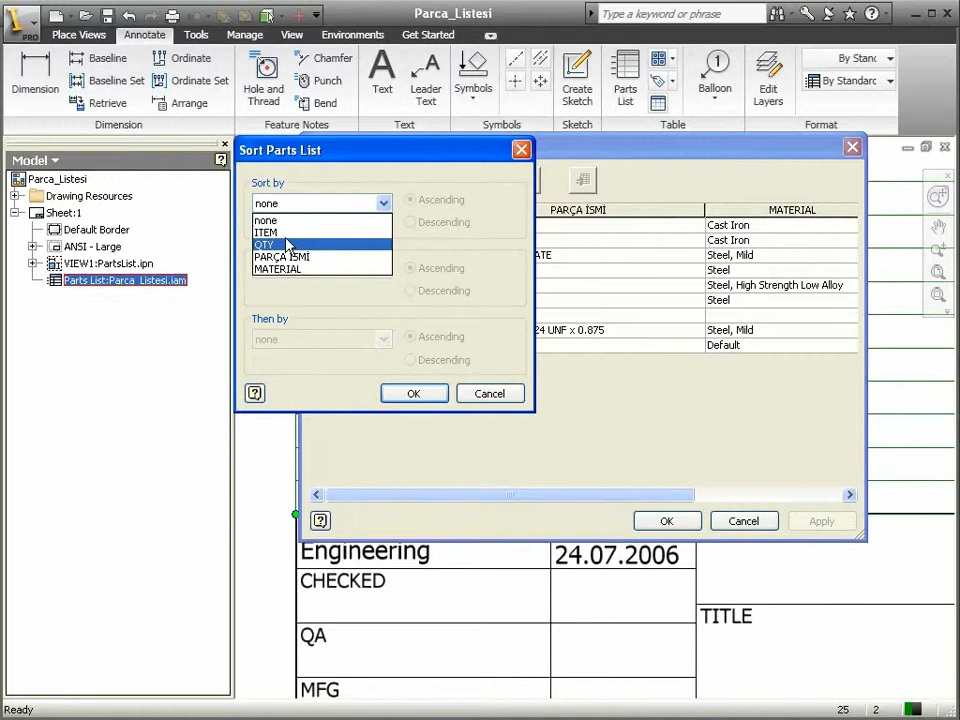 PRO
Parca_Listesi
Type a keyword or phrase
Place Views
Annotate
Tools
Manage
View
Environments
Get Started
Dimension
Baseline
Baseline Set
Retrieve
Ordinate
Ordinate Set
Arrange
Dimension
Hole and Thread
Chamfer
Punch
Bend
Feature Notes
Text
Leader Text
Text
Symbols
Symbols
Create Sketch
Sketch
Parts List
Table
Balloon
Edit Layers
By Stanc
By Standarc
Format
Model
Parca_Listesi
Drawing Resources
Sheet:1
Default Border
ANSI - Large
VIEW1:PartsList.ipn
Parts List:Parca_Listesi.iam
Sort Parts List
Sort by
none
Ascending
Descending
none
ITEM
QTY
PARÇA İSMİ
MATERIAL
Ascending
Descending
Then by
none
Ascending
Descending
OK
Cancel
PARÇA İSMİ
MATERIAL
Cast Iron
Cast Iron
ATE
Steel, Mild
Steel
Steel, High Strength Low Alloy
Steel
24 UNF x 0.875
Steel, Mild
Default
OK
Cancel
Apply
Engineering
24.07.2006
CHECKED
TITLE
QA
MFG
Ready
25
2